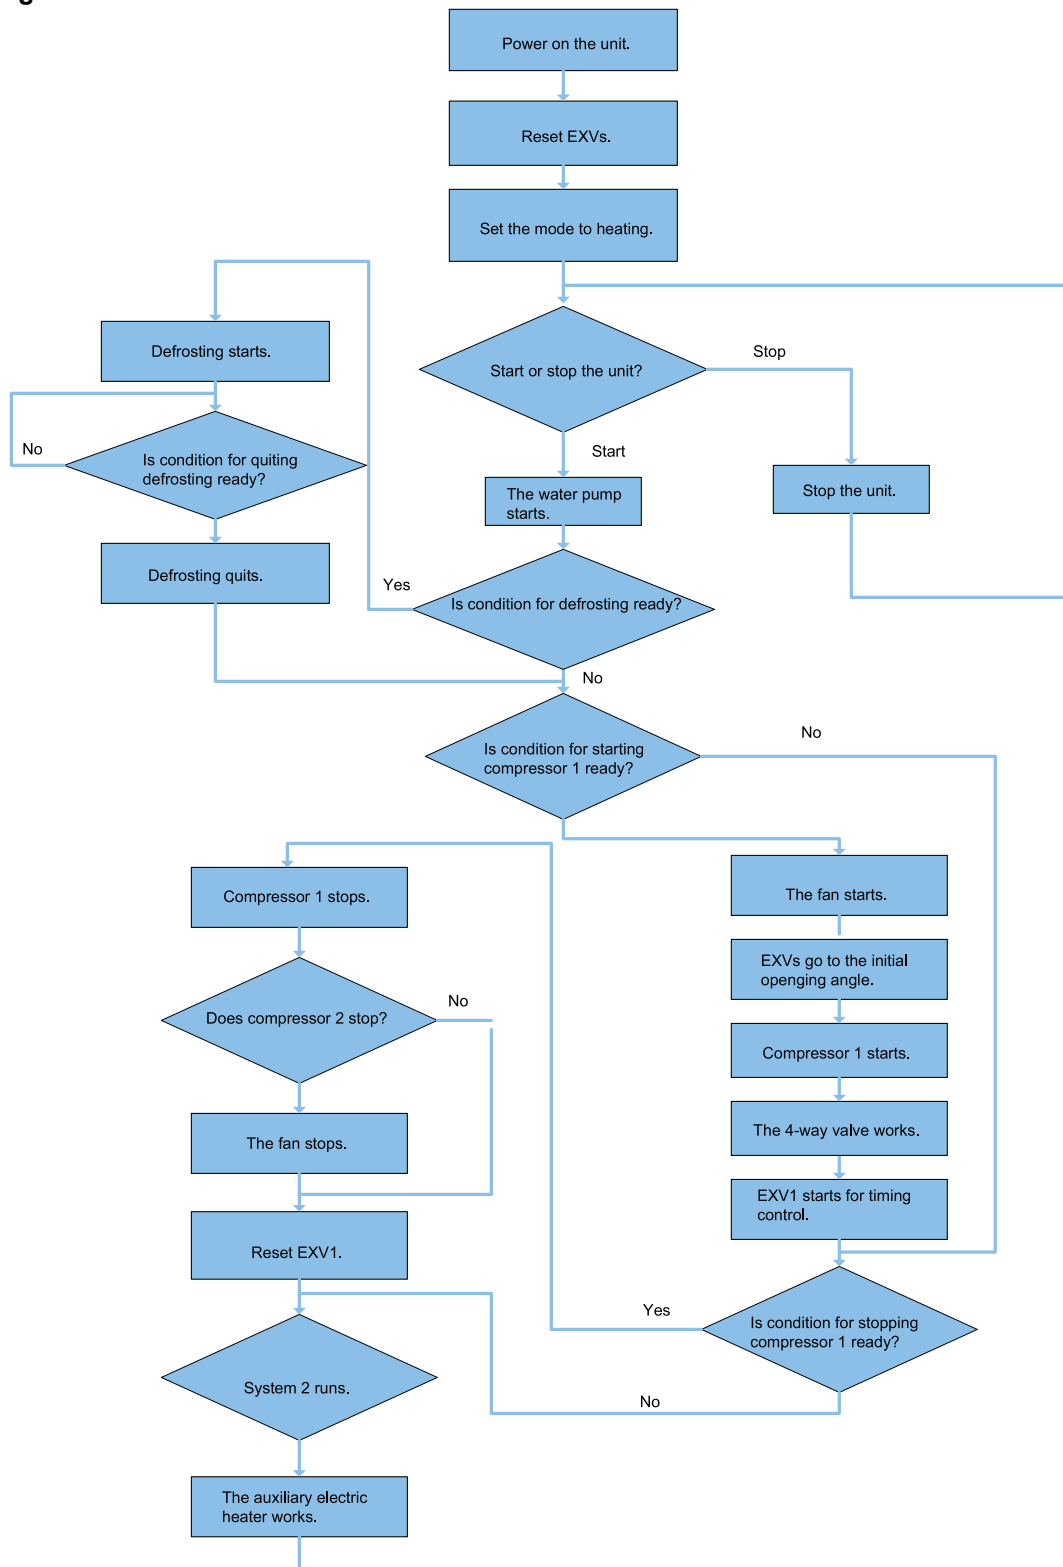 g
Power on the unit.
Reset EXVs.
Set the mode to heating.
Start or stop the unit?
Stop
Stop the unit.
Start
The water pump
starts.
Defrosting starts.
Is condition for quiting
defrosting ready?
No
Defrosting quits.
Is condition for defrosting ready?
Yes
No
Is condition for starting
compressor 1 ready?
No
The fan starts.
EXVs go to the initial
openging angle.
Compressor 1 starts.
The 4-way valve works.
EXV1 starts for timing
control.
Is condition for stopping
compressor 1 ready?
Yes
No
Compressor 1 stops.
Does compressor 2 stop?
No
The fan stops.
Reset EXV1.
System 2 runs.
The auxiliary electric
heater works.